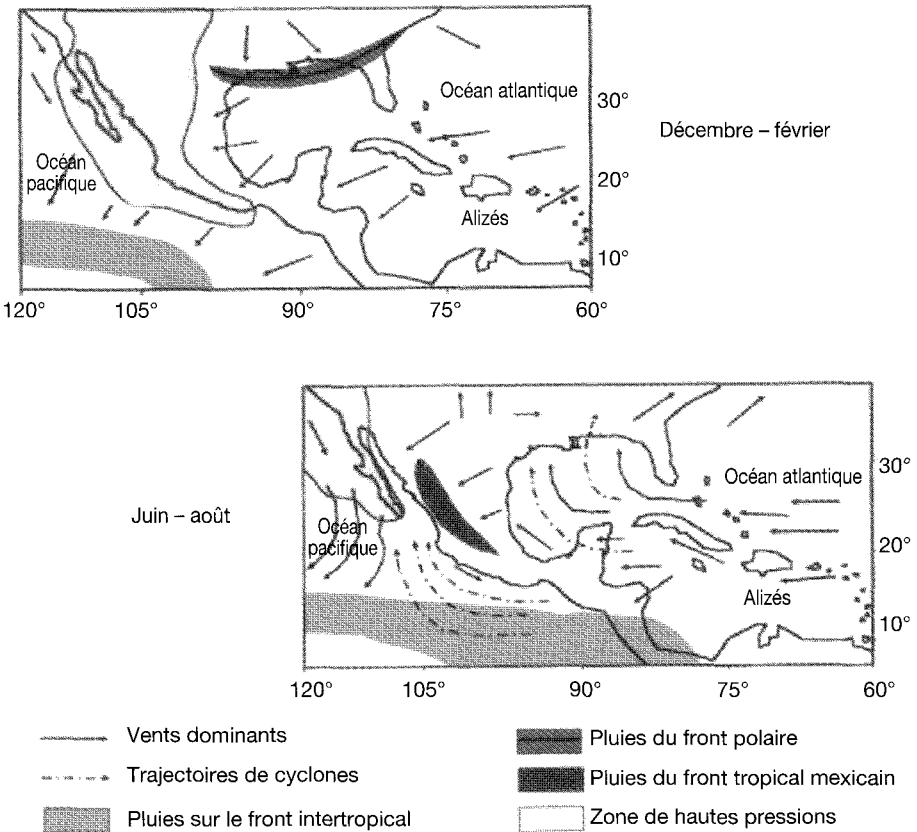 Océan atlantique
30°
Décembre – février
Océan
pacifique
20°
Alizés
10°
120° 105° 90° 75° 60°
30°
Océan atlantique
Juin – août
Océan
pacifique
20°
Alizés
10°
120° 105° 90° 75° 60°
Vents dominants
Pluies du front polaire
Trajectoires de cyclones
Pluies du front tropical mexicain
Pluies sur le front intertropical
Zone de hautes pressions